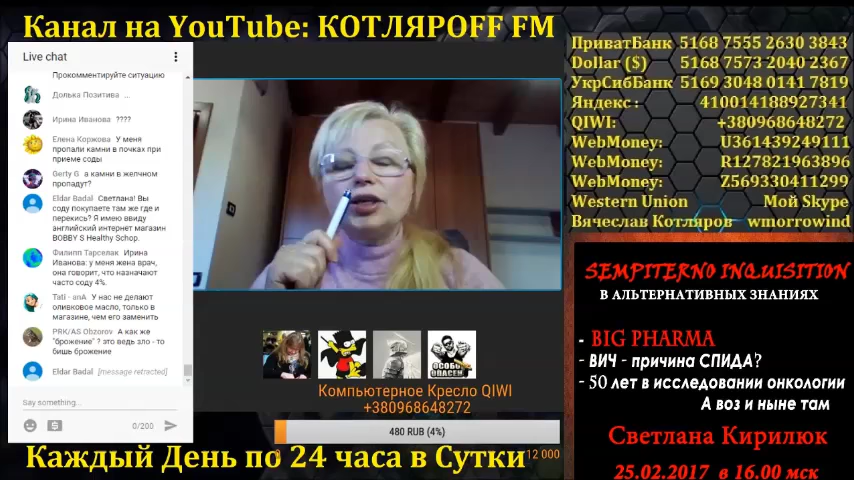 Канал на YouTube: КОТЛЯРОFF FM
Live chat
Прокомментируйте ситуацию
Долька Позитива ...
Ирина Иванова ????
Елена Коржова У меня
пропали камни в почках при
приеме соды
Gerty G а камни в желчном
пропадут?
Eldar Badal Светлана! Вы
соду покупаете там же где и
перекись? Я имею ввиду
английский интернет магазин
BOBBY S Healthy Schop.
Филипп Тарселак Ирина
Иванова: у меня жена врач,
она говорит, что назначают
часто соду 4%.
Tati - anA У нас не делают
оливковое масло, только в
магазине, чем его заменить
PRK/AS Obzorov А как же
"брожение" ? это ведь зло - то
бишь брожение
Eldar Badal [message retracted]
Say something...
0/200
ПриватБанк 5168 7555 2630 3843
Dollar ($) 5168 7573 2040 2367
УкрСибБанк 5169 3048 0141 7819
Яндекс: 410014188927341
QIWI: +380968648272
WebMoney: U361439249111
WebMoney: R127821963896
WebMoney: Z569330411299
Western Union Мой Skype
Вячеслав Котляров wmorrowind
SEMPITERNO INQUISITION
В АЛЬТЕРНАТИВНЫХ ЗНАНИЯХ
- BIG PHARMA
- ВИЧ - причина СПИДА?
- 50 лет в исследовании онкологии
А воз и ныне там
Светлана Кирилюк
25.02.2017 в 16.00 мск
ОСОБО
ОПАСЕН
Компьютерное Кресло QIWI
+380968648272
480 RUB (4%)
12 000
Каждый День по 24 часа в Сутки